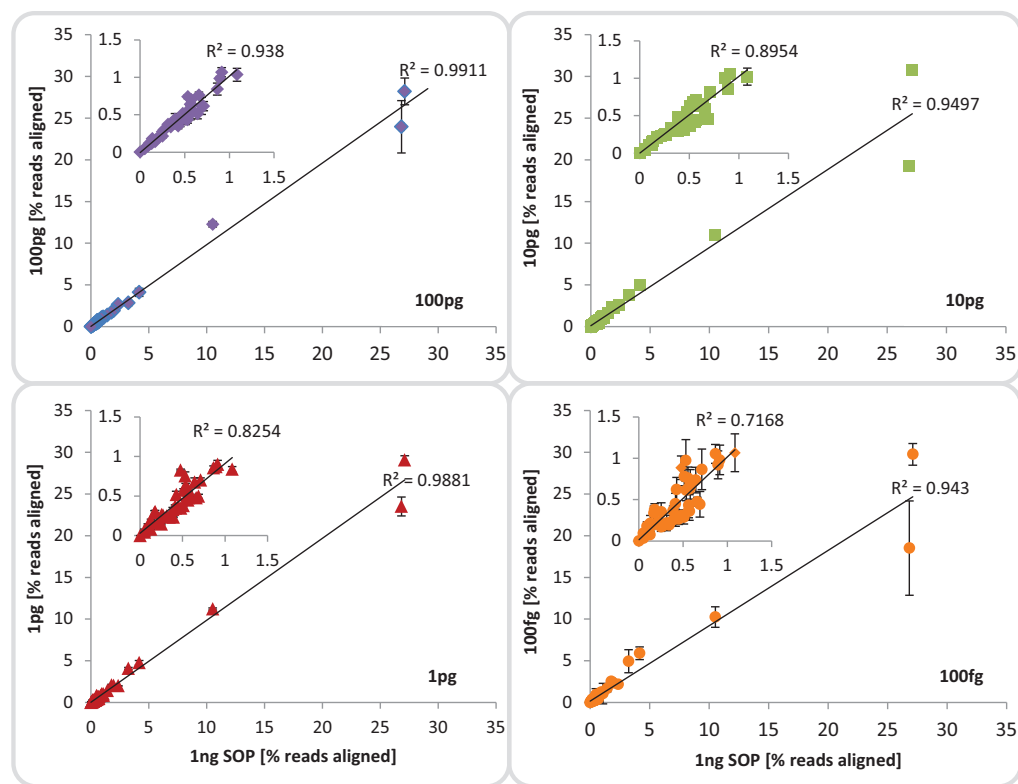 35
30
25
20
15
10
5
0
100pg [% reads aligned]
1.5
1
0.5
0
0 0.5 1 1.5
R² = 0.938
R² = 0.9911
100pg
0 5 10 15 20 25 30 35
35
30
25
20
15
10
5
0
10pg [% reads aligned]
1.5
1
0.5
0
0 0.5 1 1.5
R² = 0.8954
R² = 0.9497
10pg
0 5 10 15 20 25 30 35
35
30
25
20
15
10
5
0
1pg [% reads aligned]
1.5
1
0.5
0
0 0.5 1 1.5
R² = 0.8254
R² = 0.9881
1pg
0 5 10 15 20 25 30 35
1ng SOP [% reads aligned]
35
30
25
20
15
10
5
0
100fg [% reads aligned]
1.5
1
0.5
0
0 0.5 1 1.5
R² = 0.7168
R² = 0.943
100fg
0 5 10 15 20 25 30 35
1ng SOP [% reads aligned]